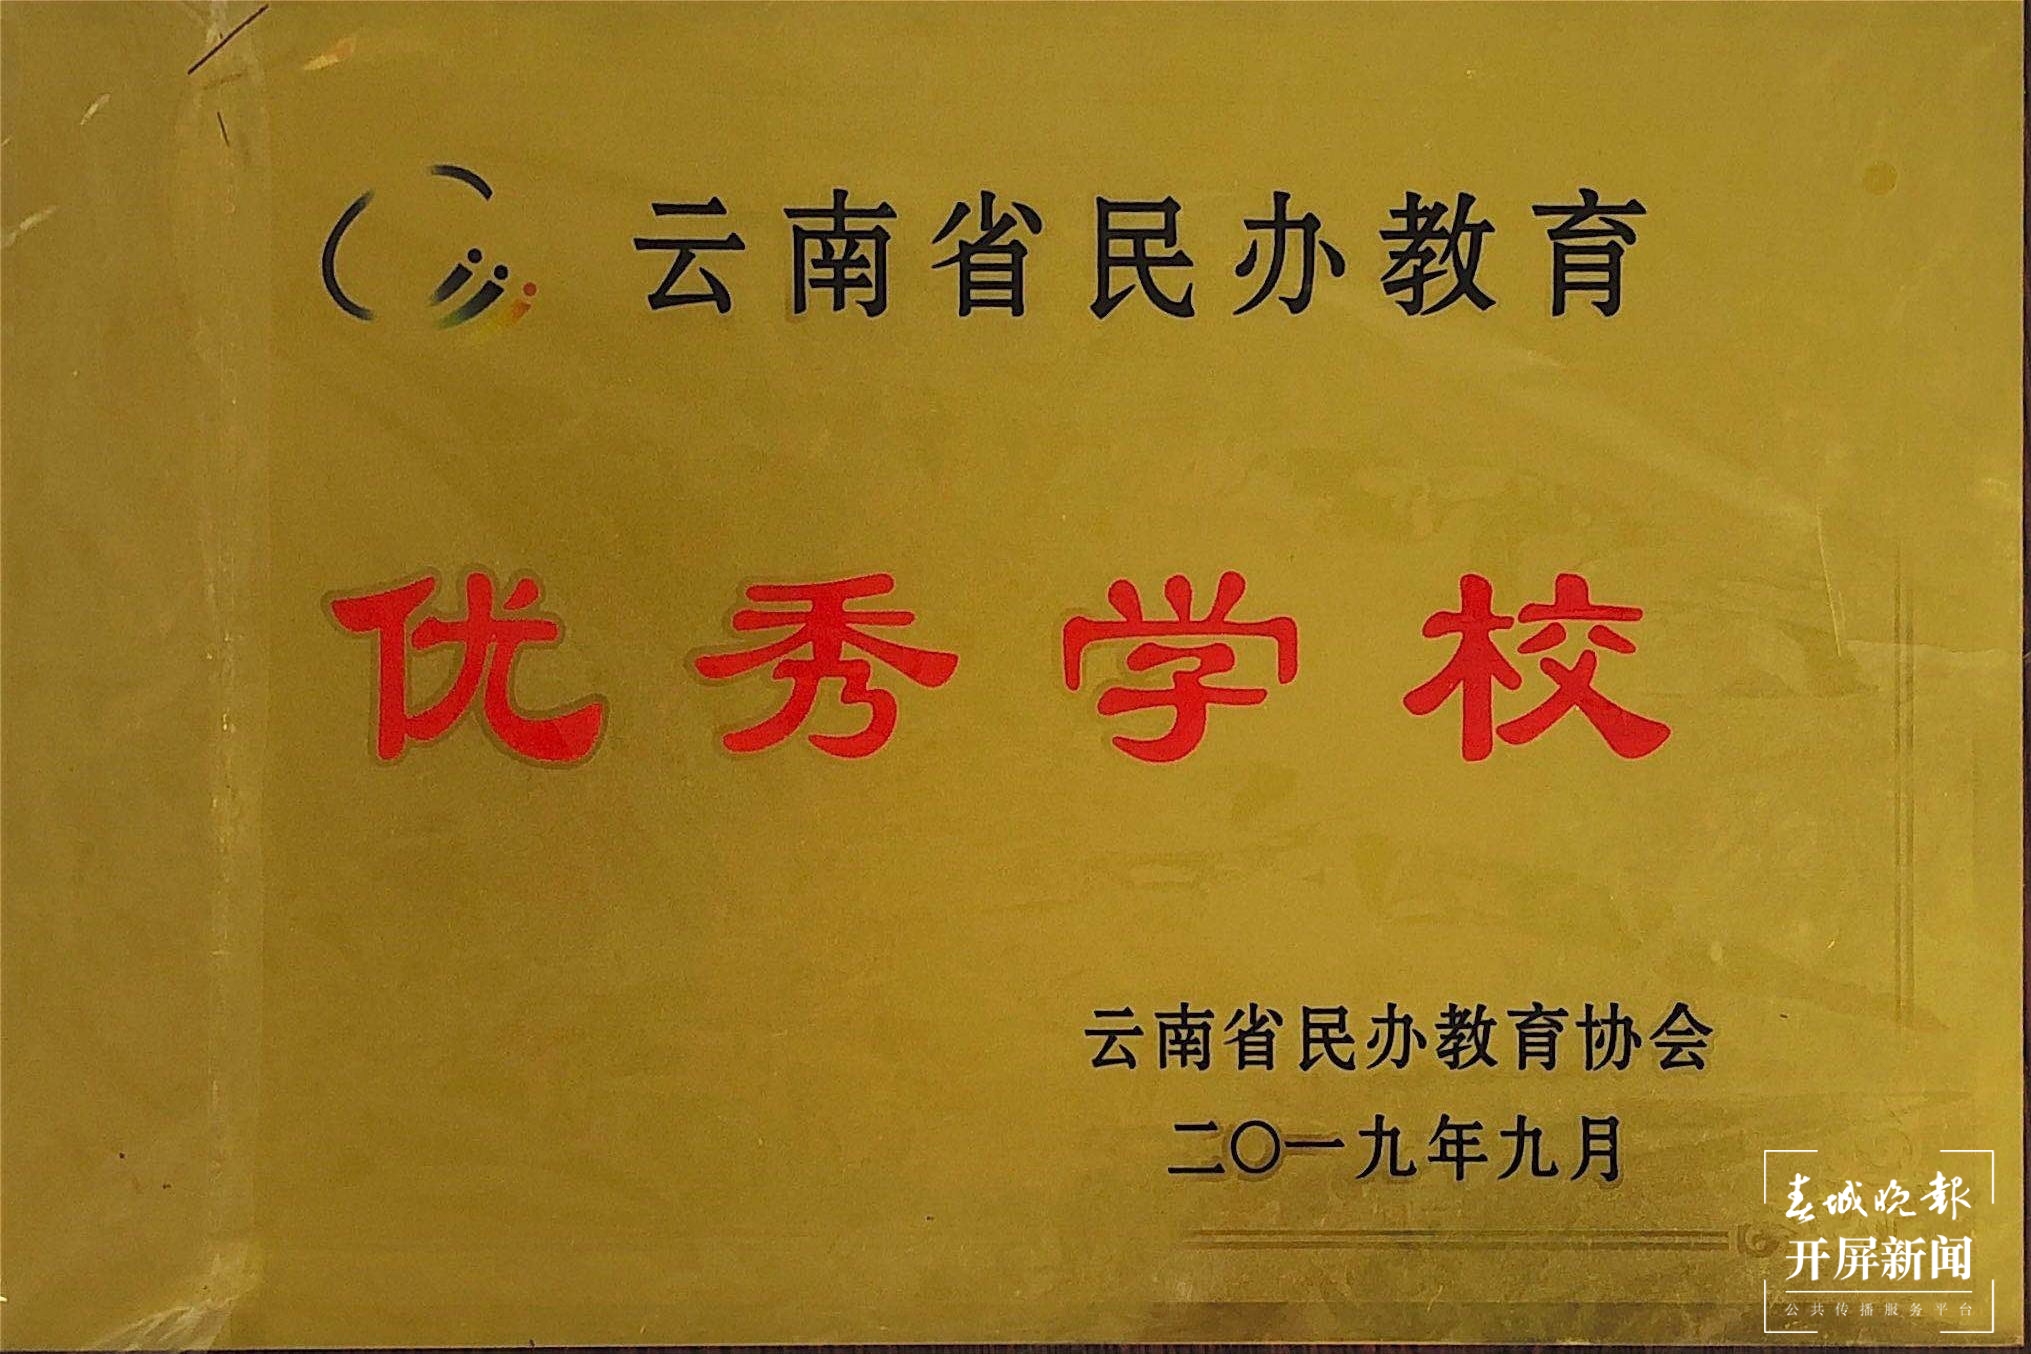 云南省民办教育
优秀学校
云南省民办教育协会
二〇一九年九月
春城晚報
开屏新闻
公共传播服务平台